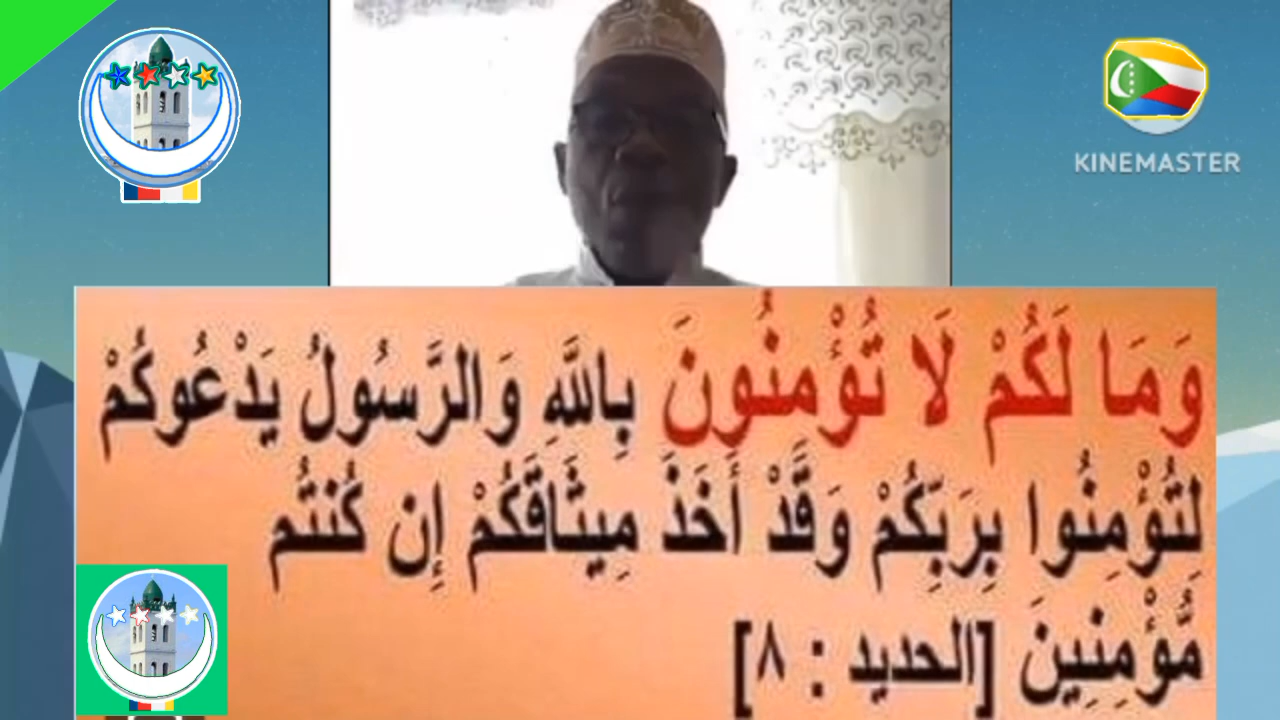 KINEMASTER
وَمَا لَكُمْ لَا تُؤْمِنُونَ بِاللَّهِ وَالرَّسُولُ يَدْعُوكُمْ
لِتُؤْمِنُوا بِرَبِّكُمْ وَقَدْ أَخَذَ مِيثَاقَكُمْ إِن كُنتُم
مُّؤْمِنِينَ [الحديد : ٨]